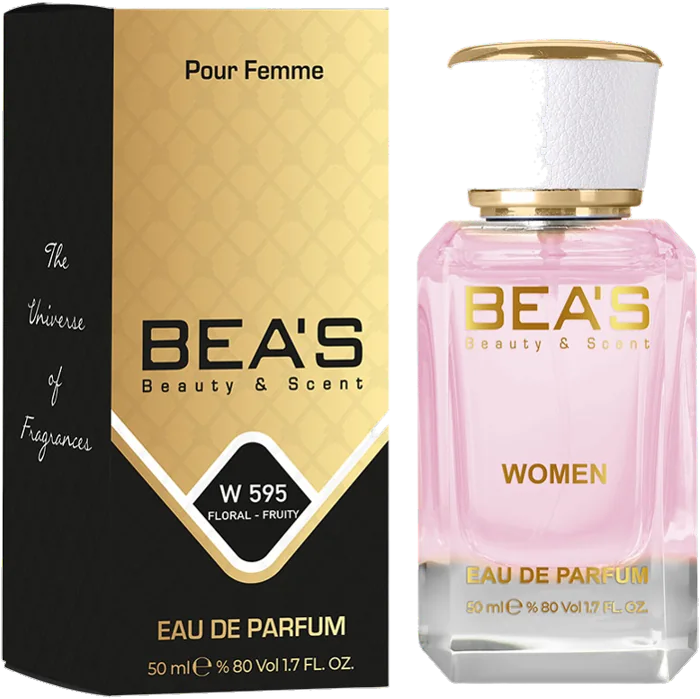 The
Universe
of
Fragrances
Pour Femme
BEA'S
Beauty & Scent
W 595
FLORAL - FRUITY
EAU DE PARFUM
50 ml ℮ % 80 Vol 1.7 FL. OZ.
BEA'S
Beauty & Scent
WOMEN
EAU DE PARFUM
50 ml ℮ % 80 Vol 1.7 FL. OZ.